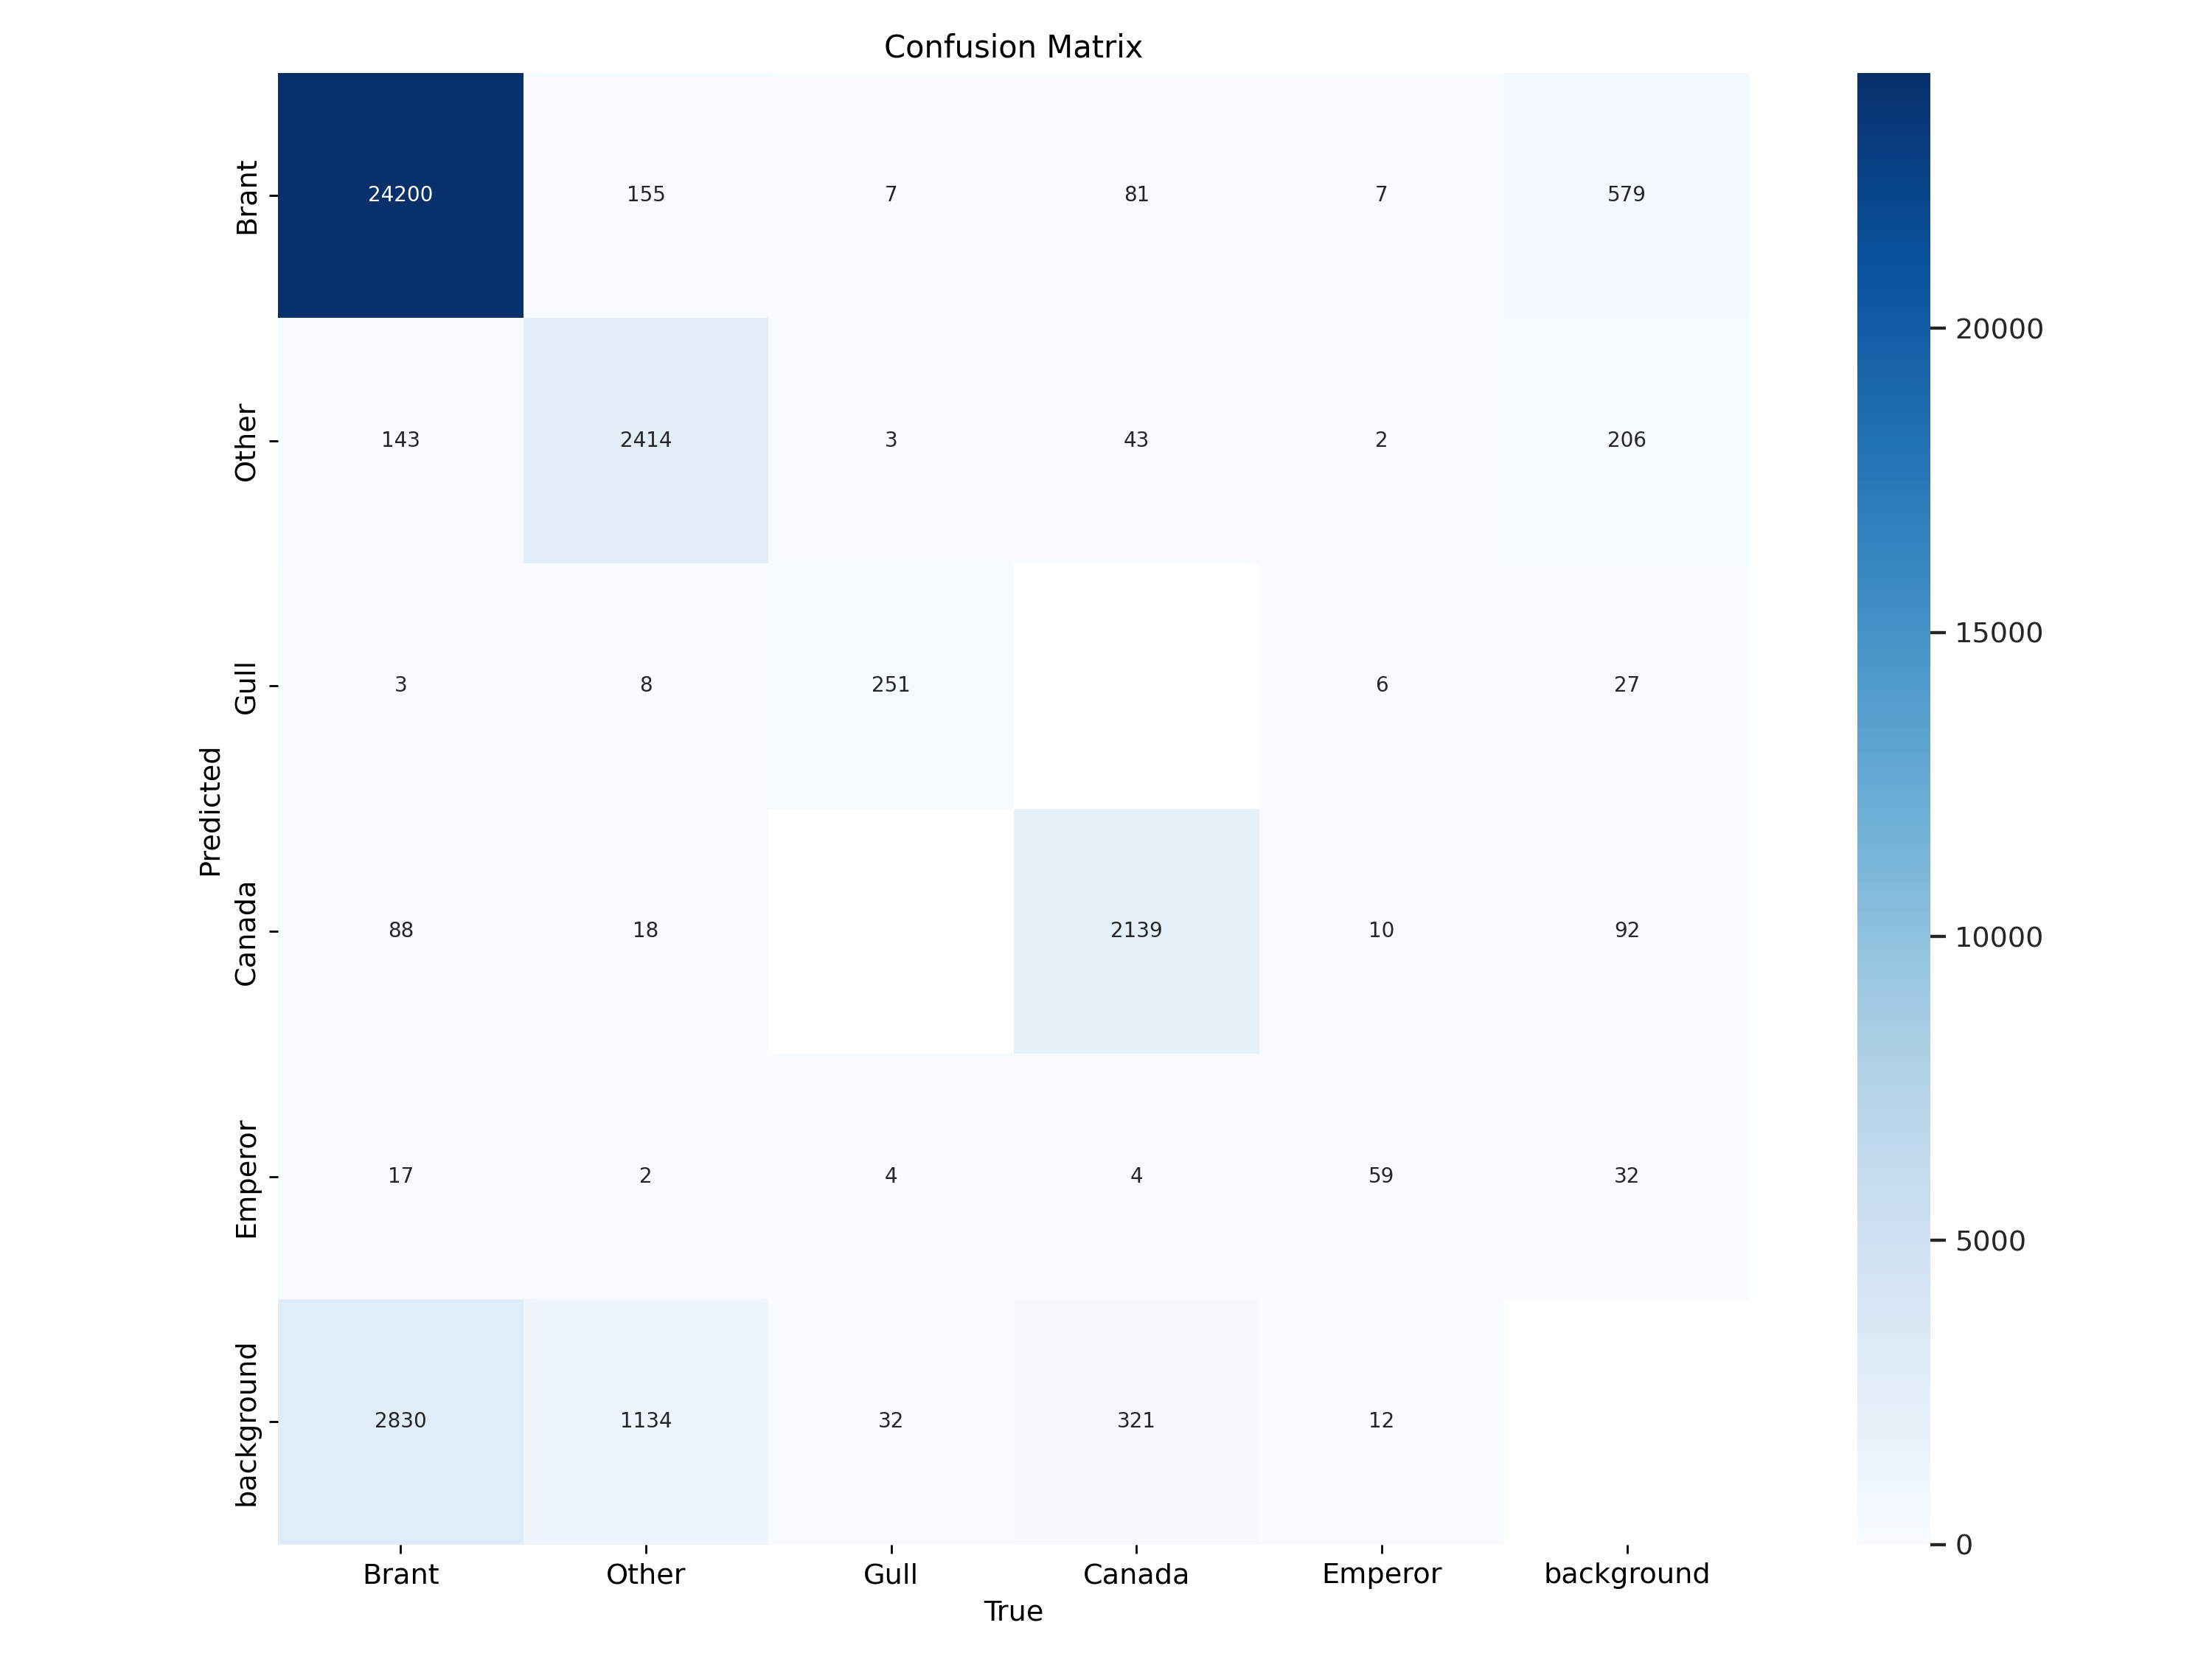 Confusion Matrix
Predicted
Brant 24200 155 7 81 7 579
Other 143 2414 3 43 2 206
Gull 3 8 251 6 27
Canada 88 18 2139 10 92
Emperor 17 2 4 4 59 32
background 2830 1134 32 321 12
Brant Other Gull Canada Emperor background
True
20000
15000
10000
5000
0